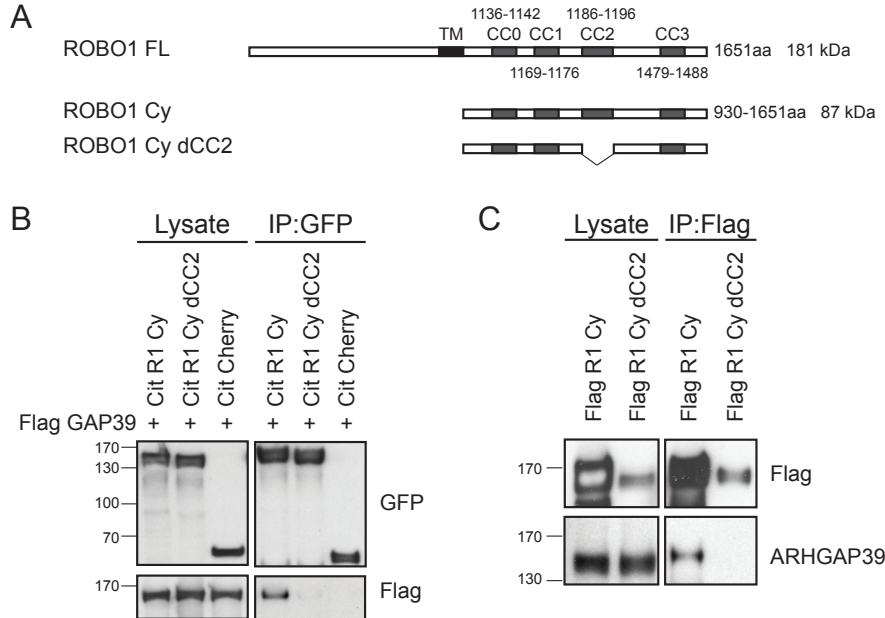 A
1136-1142 1186-1196
TM CC0 CC1 CC2 CC3
ROBO1 FL 1651aa 181 kDa
1169-1176 1479-1488
ROBO1 Cy 930-1651aa 87 kDa
ROBO1 Cy dCC2
B
Lysate IP:GFP
Cit R1 Cy
Cit R1 Cy dCC2
Cit Cherry
Cit R1 Cy
Cit R1 Cy dCC2
Cit Cherry
Flag GAP39 + + + + + +
170
130
100
70
GFP
170
Flag
C
Lysate IP:Flag
Flag R1 Cy
Flag R1 Cy dCC2
Flag R1 Cy
Flag R1 Cy dCC2
170
Flag
170
130
ARHGAP39